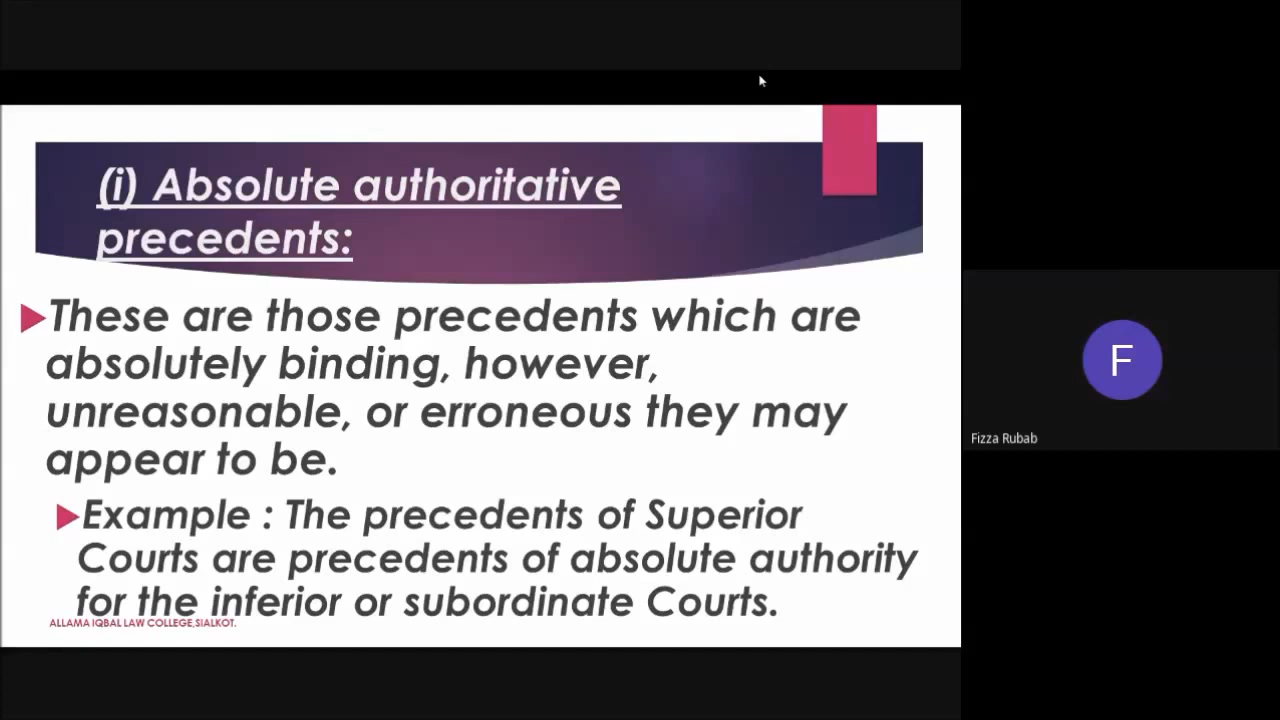 (i) Absolute authoritative
precedents:
These are those precedents which are
absolutely binding, however,
unreasonable, or erroneous they may
appear to be.
Example : The precedents of Superior
Courts are precedents of absolute authority
for the inferior or subordinate Courts.
ALLAMA IQBAL LAW COLLEGE,SIALKOT.
F
Fizza Rubab